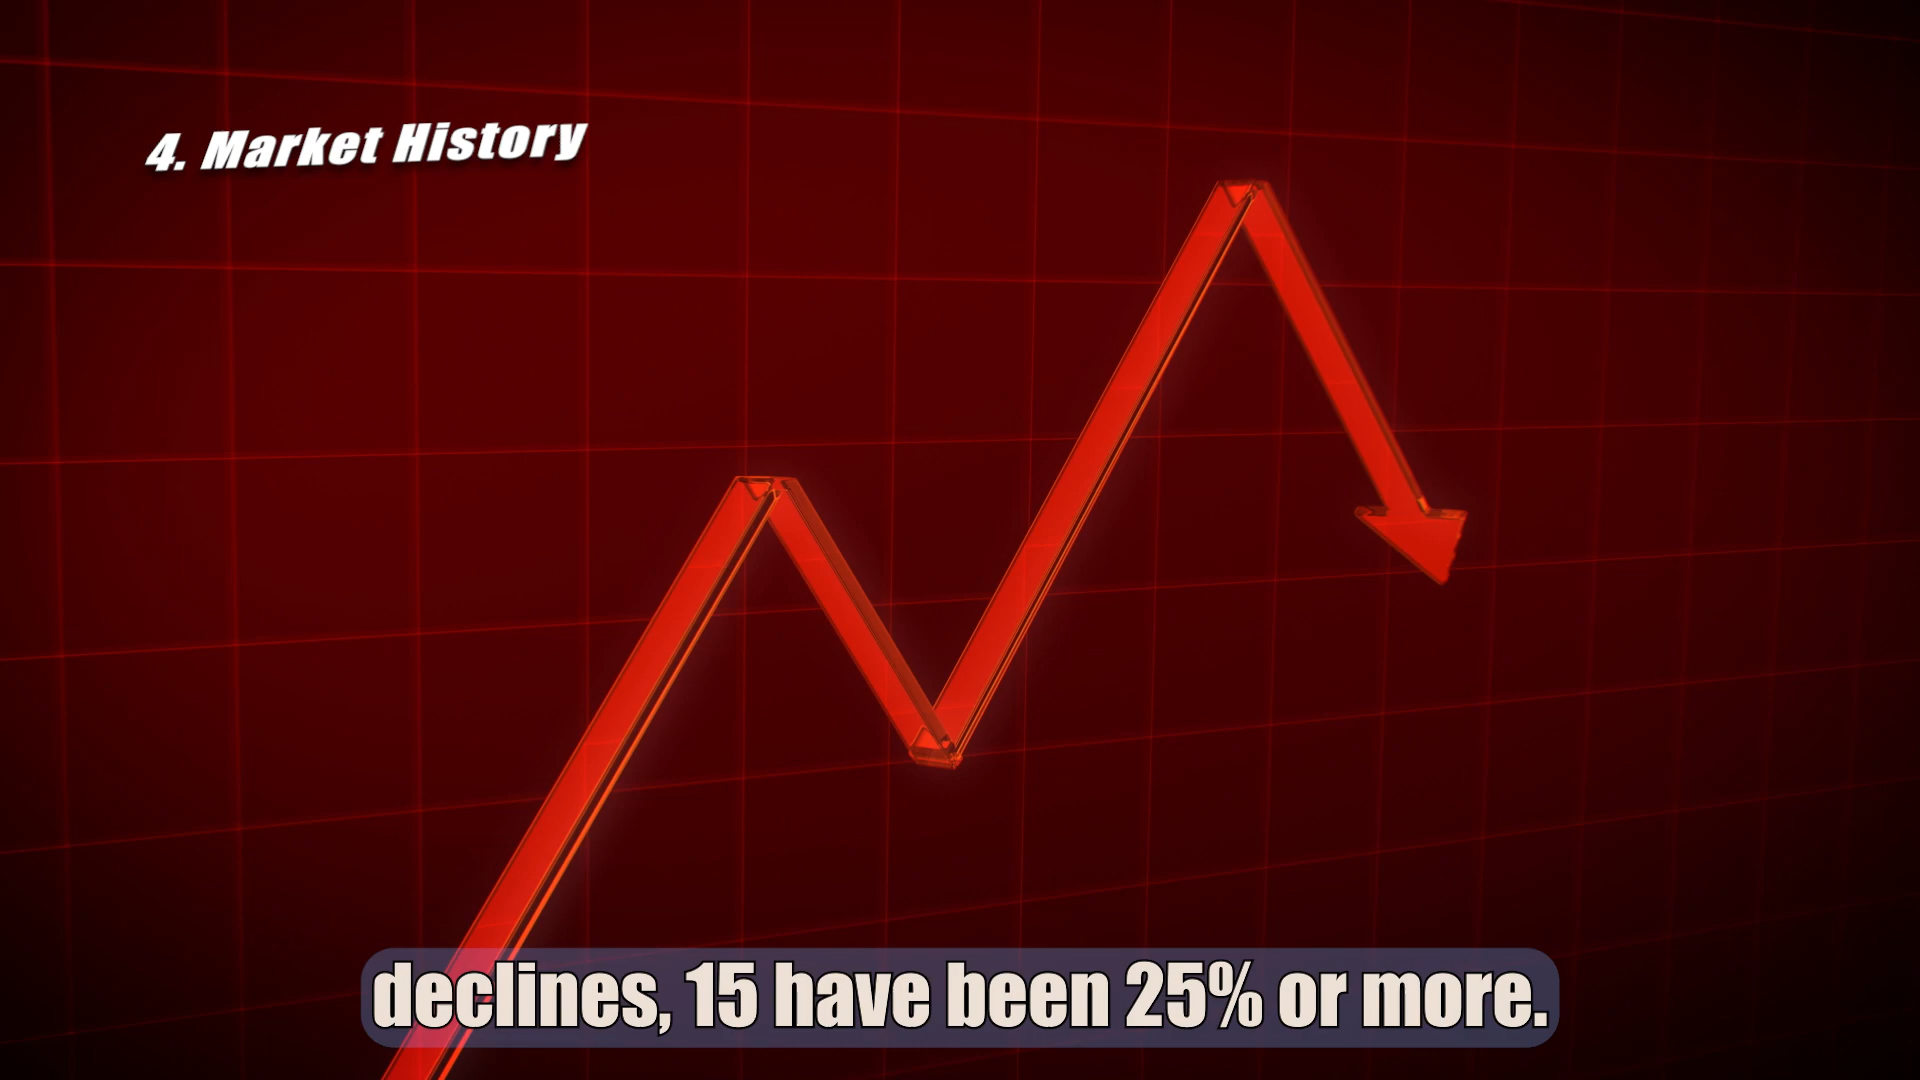 4. Market History
declines, 15 have been 25% or more.